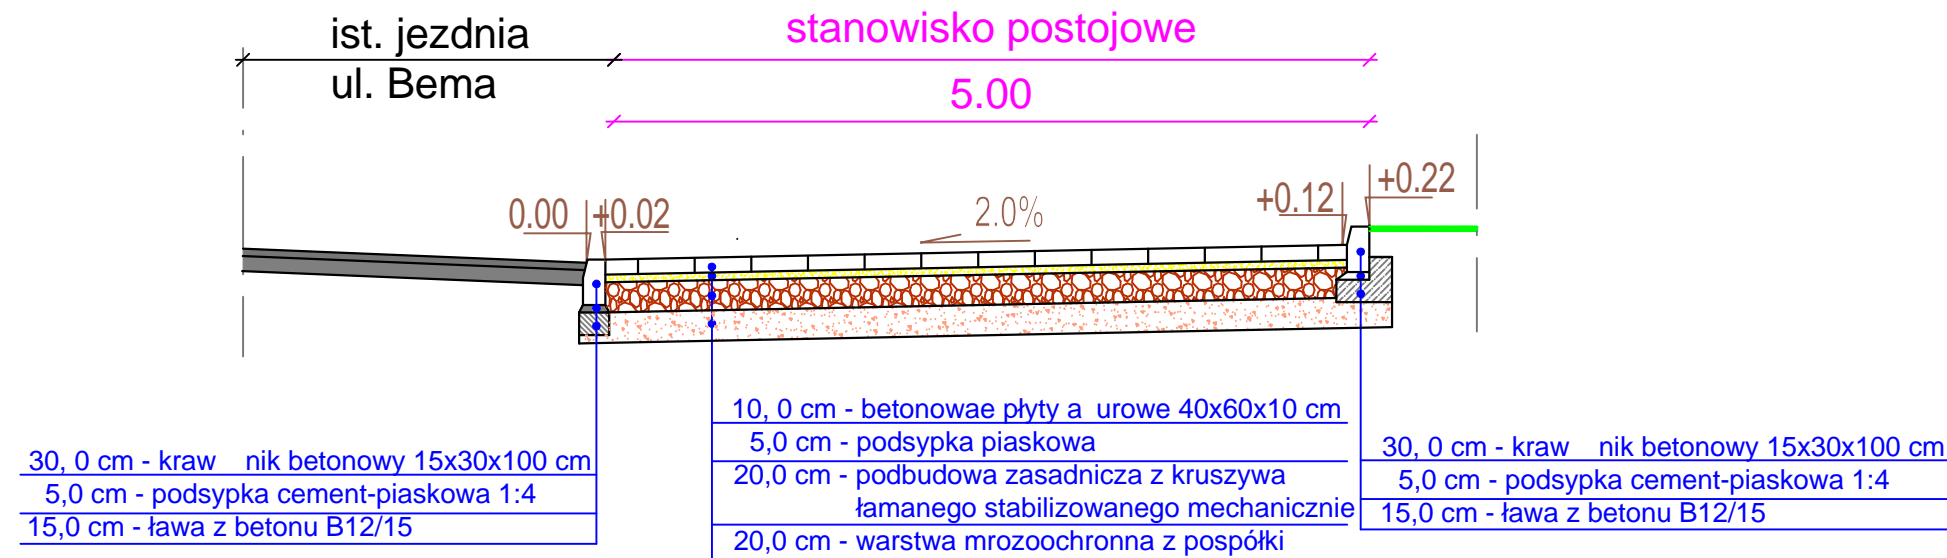 ist. jezdnia
ul. Bema
stanowisko postojowe
5.00
0.00 +0.02
2.0%
+0.12
+0.22
30, 0 cm - kraw nik betonowy 15x30x100 cm
5,0 cm - podsypka cement-piaskowa 1:4
15,0 cm - ława z betonu B12/15
10, 0 cm - betonowae płyty a urowe 40x60x10 cm
5,0 cm - podsypka piaskowa
20,0 cm - podbudowa zasadnicza z kruszywa
łamanego stabilizowanego mechanicznie
20,0 cm - warstwa mrozoochronna z pospółki
30, 0 cm - kraw nik betonowy 15x30x100 cm
5,0 cm - podsypka cement-piaskowa 1:4
15,0 cm - ława z betonu B12/15